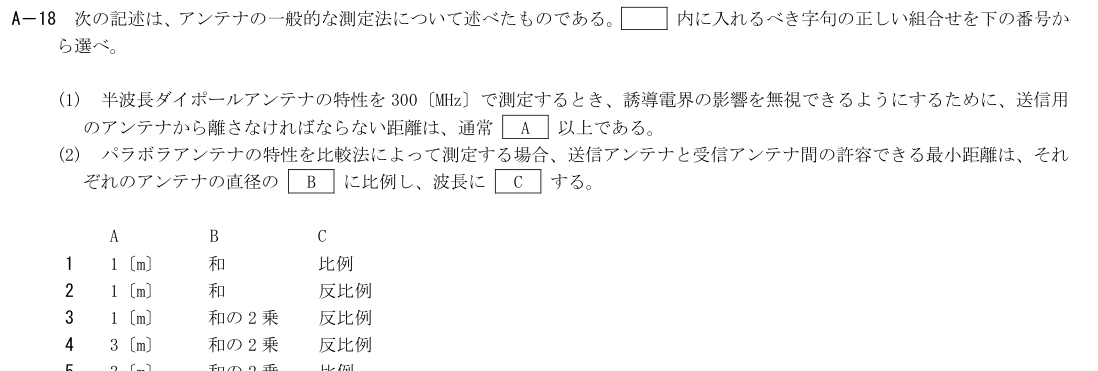 A－18 次の記述は、アンテナの一般的な測定法について述べたものである。 内に入れるべき字句の正しい組合せを下の番号か
ら選べ。
(1) 半波長ダイポールアンテナの特性を 300〔MHz〕で測定するとき、誘導電界の影響を無視できるようにするために、送信用
のアンテナから離さなければならない距離は、通常 A 以上である。
(2) パラボラアンテナの特性を比較法によって測定する場合、送信アンテナと受信アンテナ間の許容できる最小距離は、それ
ぞれのアンテナの直径の B に比例し、波長に C する。
A B C
1 1〔m〕 和 比例
2 1〔m〕 和 反比例
3 1〔m〕 和の2乗 反比例
4 3〔m〕 和の2乗 反比例
5 3〔m〕 和の2乗 比例